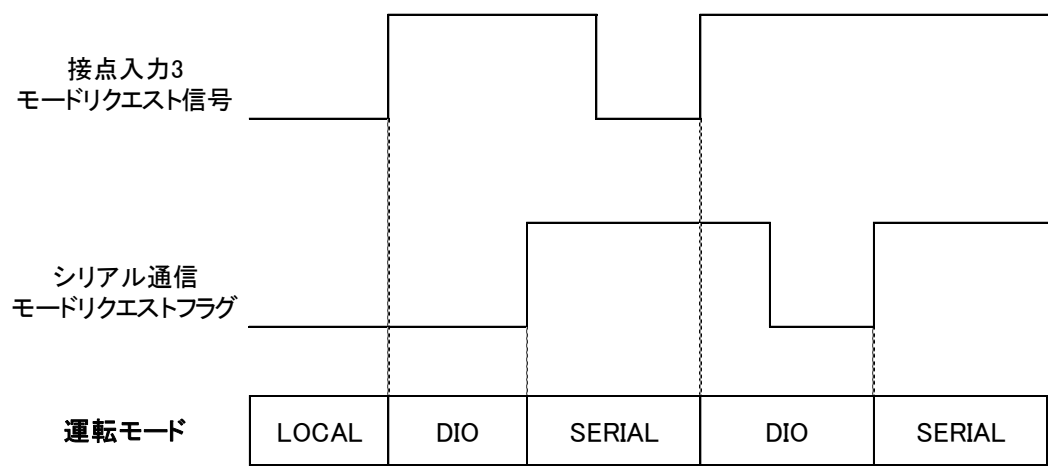 接点入力3
モードリクエスト信号
シリアル通信
モードリクエストフラグ
運転モード
LOCAL
DIO
SERIAL
DIO
SERIAL